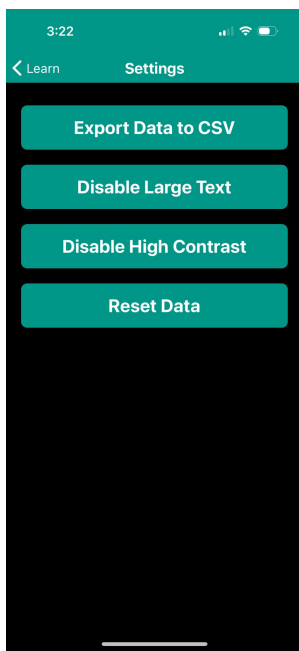 3:22
Learn
Settings
Export Data to CSV
Disable Large Text
Disable High Contrast
Reset Data